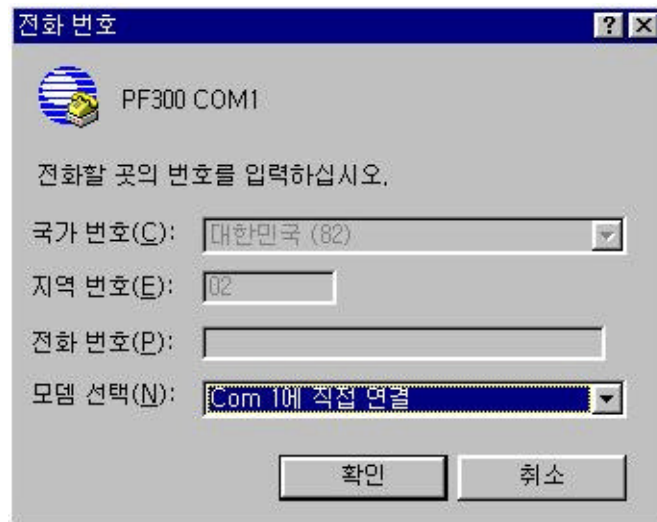 전화 번호
PF300 COM1
전화할 곳의 번호를 입력하십시오.
국가 번호(C): 대한민국 (82)
지역 번호(E): 02
전화 번호(P):
모뎀 선택(N): Com 1에 직접 연결
확인 취소